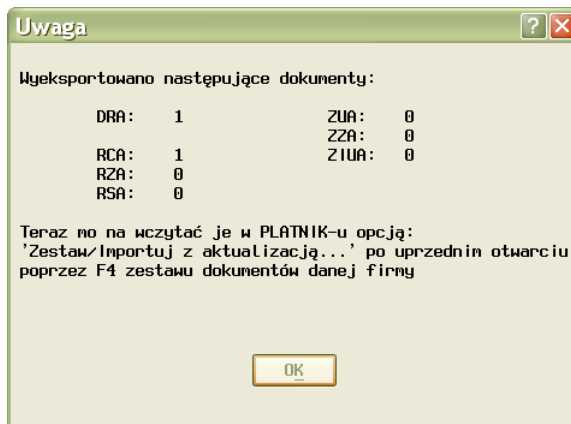 Uwaga
Wyeksportowano następujące dokumenty:
DRA: 1 ZUA: 0
ZZA: 0
RCA: 1 ZIUA: 0
RZA: 0
RSA: 0
Teraz mo na wczytać je w PLATNIK-u opcją:
'Zestaw/Importuj z aktualizacją...' po uprzednim otwarciu
poprzez F4 zestawu dokumentów danej firmy
OK